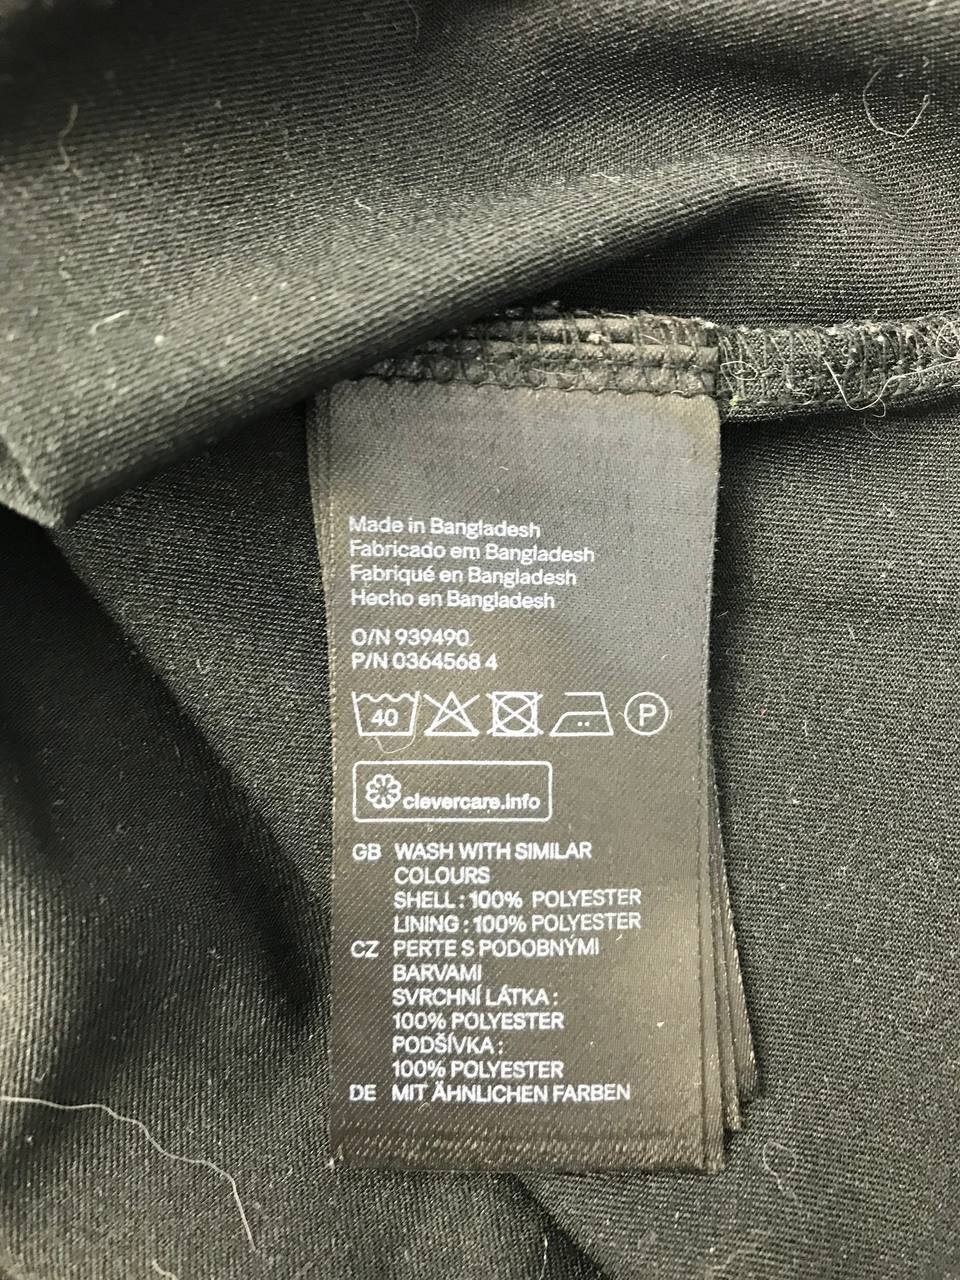 Made in Bangladesh
Fabricado em Bangladesh
Fabriqué en Bangladesh
Hecho en Bangladesh
O/N 939490
P/N 0364568 4
40 P
clevercare.info
GB WASH WITH SIMILAR
COLOURS
SHELL : 100% POLYESTER
LINING : 100% POLYESTER
CZ PERTE S PODOBNÝMI
BARVAMI
SVRCHNÍ LÁTKA :
100% POLYESTER
PODŠÍVKA :
100% POLYESTER
DE MIT ÄHNLICHEN FARBEN